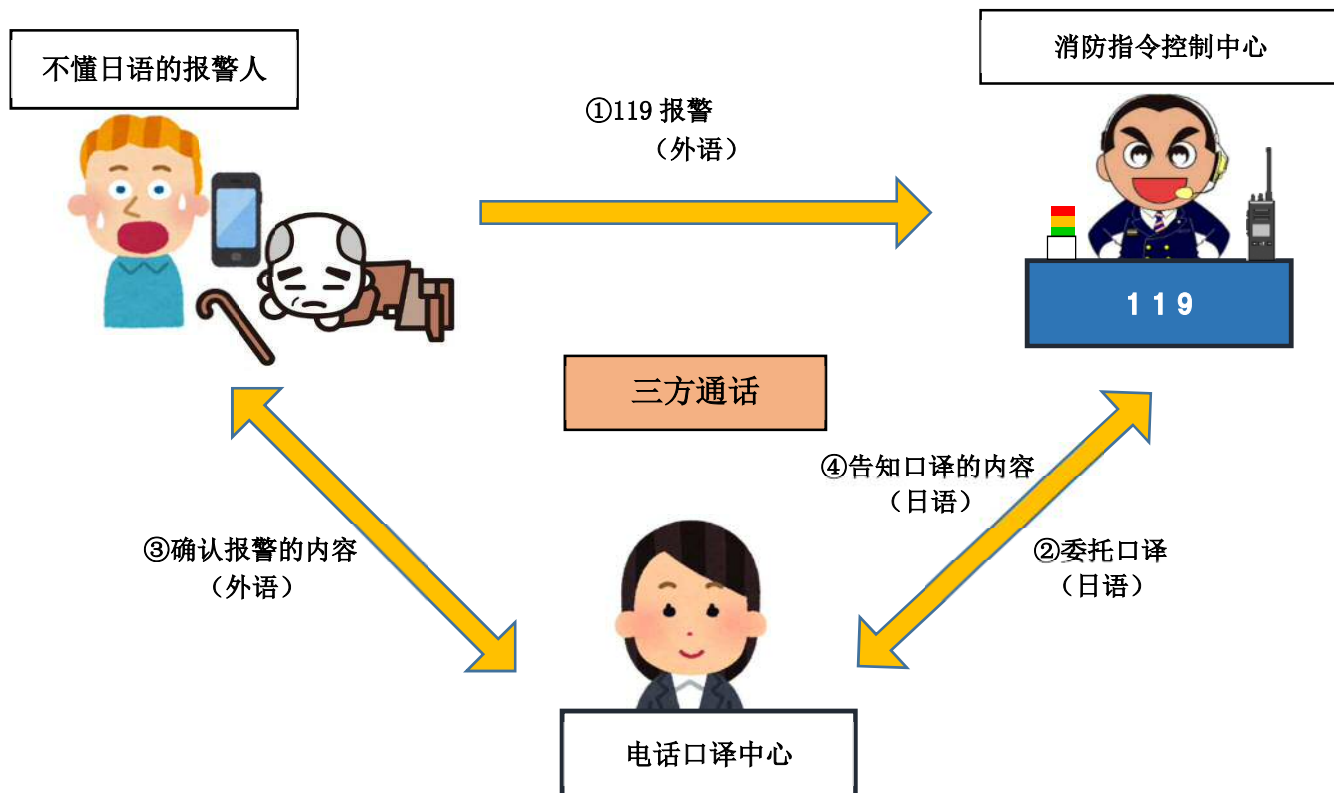 不懂日语的报警人
消防指令控制中心
①119 报警
（外语）
119
三方通话
④告知口译的内容
（日语）
③确认报警的内容
（外语）
②委托口译
（日语）
电话口译中心